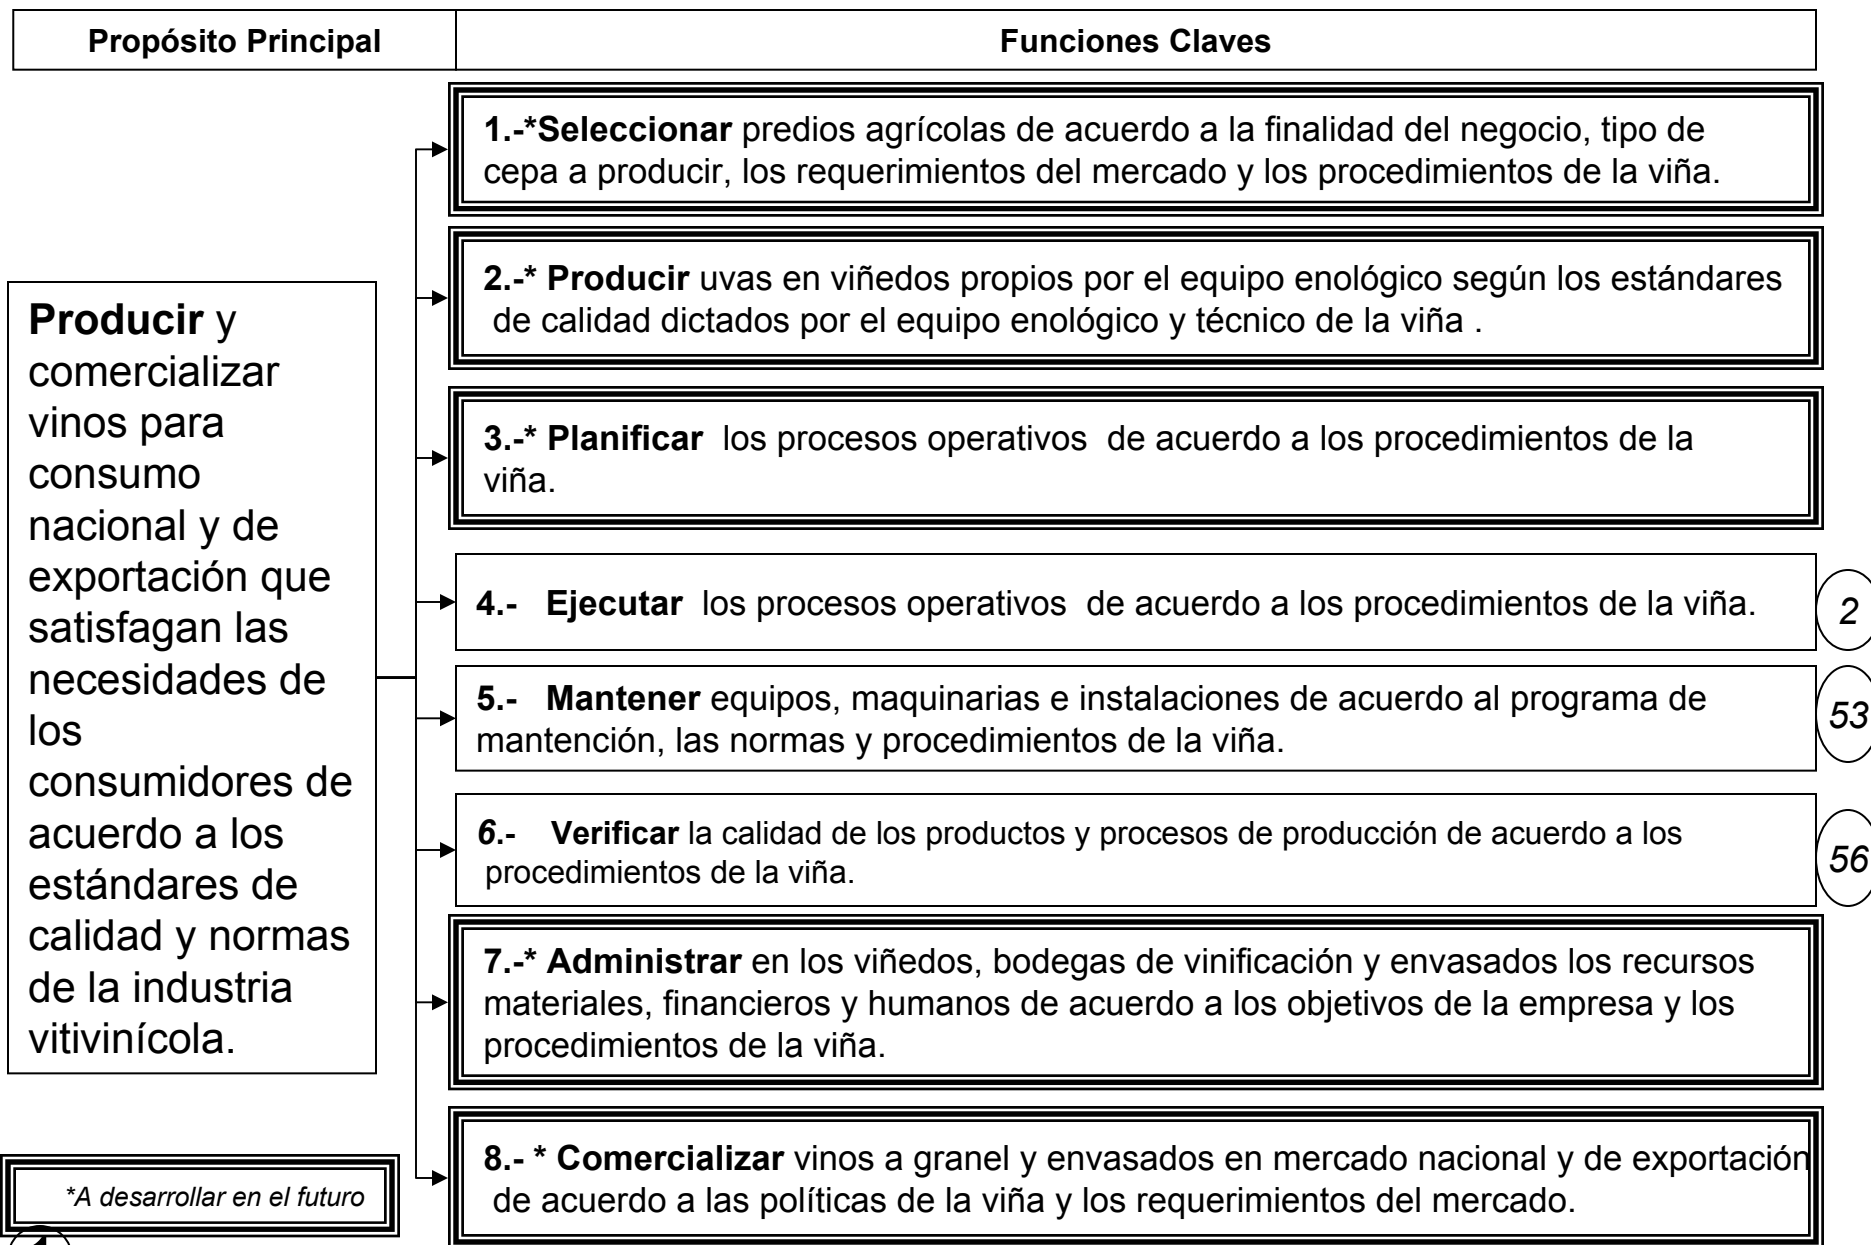 Propósito Principal
Funciones Claves
Producir y
comercializar
vinos para
consumo
nacional y de
exportación que
satisfagan las
necesidades de
los
consumidores de
acuerdo a los
estándares de
calidad y normas
de la industria
vitivinícola.
1.-*Seleccionar predios agrícolas de acuerdo a la finalidad del negocio, tipo de
cepa a producir, los requerimientos del mercado y los procedimientos de la viña.
2.-* Producir uvas en viñedos propios por el equipo enológico según los estándares
de calidad dictados por el equipo enológico y técnico de la viña .
3.-* Planificar los procesos operativos de acuerdo a los procedimientos de la
viña.
4.- Ejecutar los procesos operativos de acuerdo a los procedimientos de la viña.
2
5.- Mantener equipos, maquinarias e instalaciones de acuerdo al programa de
mantención, las normas y procedimientos de la viña.
53
6.- Verificar la calidad de los productos y procesos de producción de acuerdo a los
procedimientos de la viña.
56
7.-* Administrar en los viñedos, bodegas de vinificación y envasados los recursos
materiales, financieros y humanos de acuerdo a los objetivos de la empresa y los
procedimientos de la viña.
8.- * Comercializar vinos a granel y envasados en mercado nacional y de exportación
de acuerdo a las políticas de la viña y los requerimientos del mercado.
*A desarrollar en el futuro
1